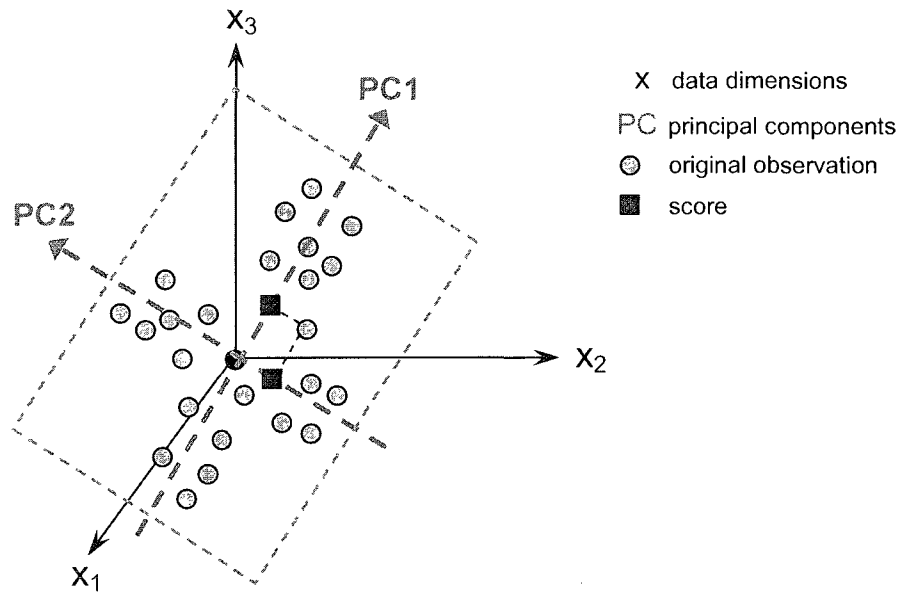 X3
PC1
PC2
X2
X1
X data dimensions
PC principal components
original observation
score